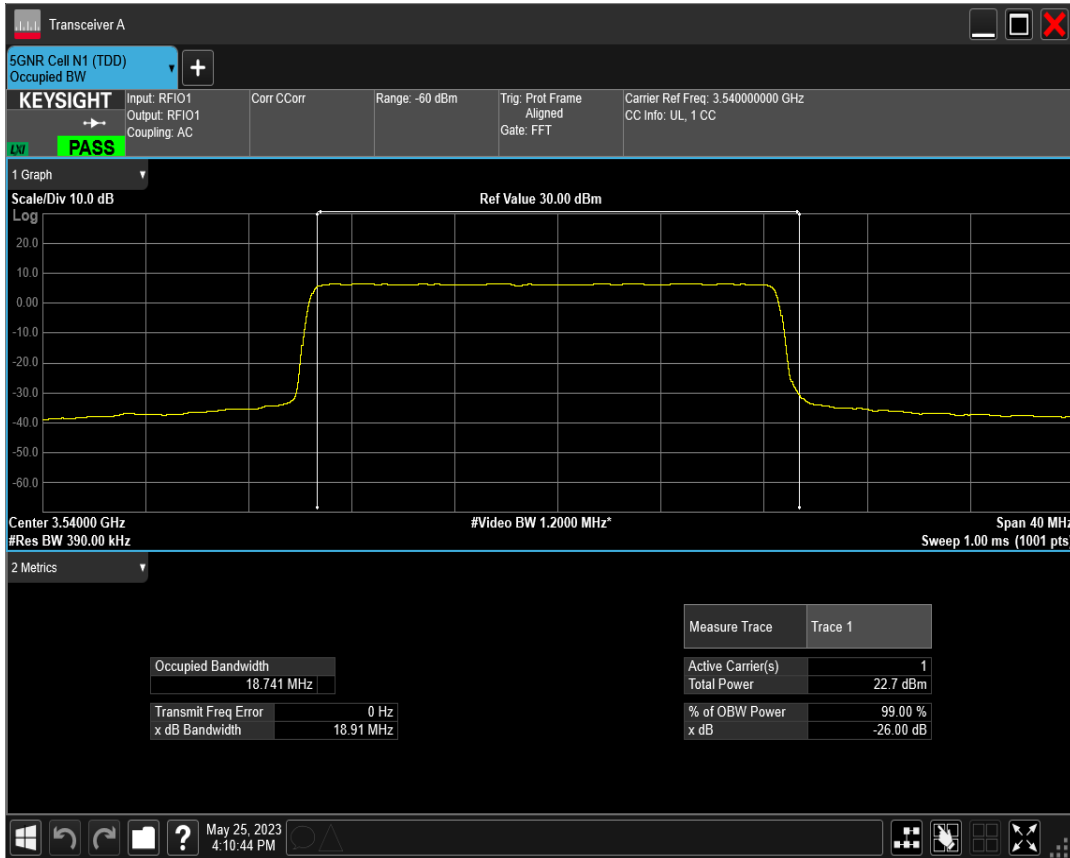 Transceiver A
5GNR Cell N1 (TDD)
Occupied BW
+
KEYSIGHT
LXI
PASS
Input: RFIO1
Output: RFIO1
Coupling: AC
Corr CCorr
Range: -60 dBm
Trig: Prot Frame
Aligned
Gate: FFT
Carrier Ref Freq: 3.540000000 GHz
CC Info: UL, 1 CC
1 Graph
Scale/Div 10.0 dB
Ref Value 30.00 dBm
Log
20.0
10.0
0.00
-10.0
-20.0
-30.0
-40.0
-50.0
-60.0
Center 3.54000 GHz
#Video BW 1.2000 MHz*
Span 40 MHz
#Res BW 390.00 kHz
Sweep 1.00 ms (1001 pts)
2 Metrics
Measure Trace Trace 1
Occupied Bandwidth
18.741 MHz
Active Carrier(s) 1
Total Power 22.7 dBm
Transmit Freq Error 0 Hz
x dB Bandwidth 18.91 MHz
% of OBW Power 99.00 %
x dB -26.00 dB
?
May 25, 2023
4:10:44 PM